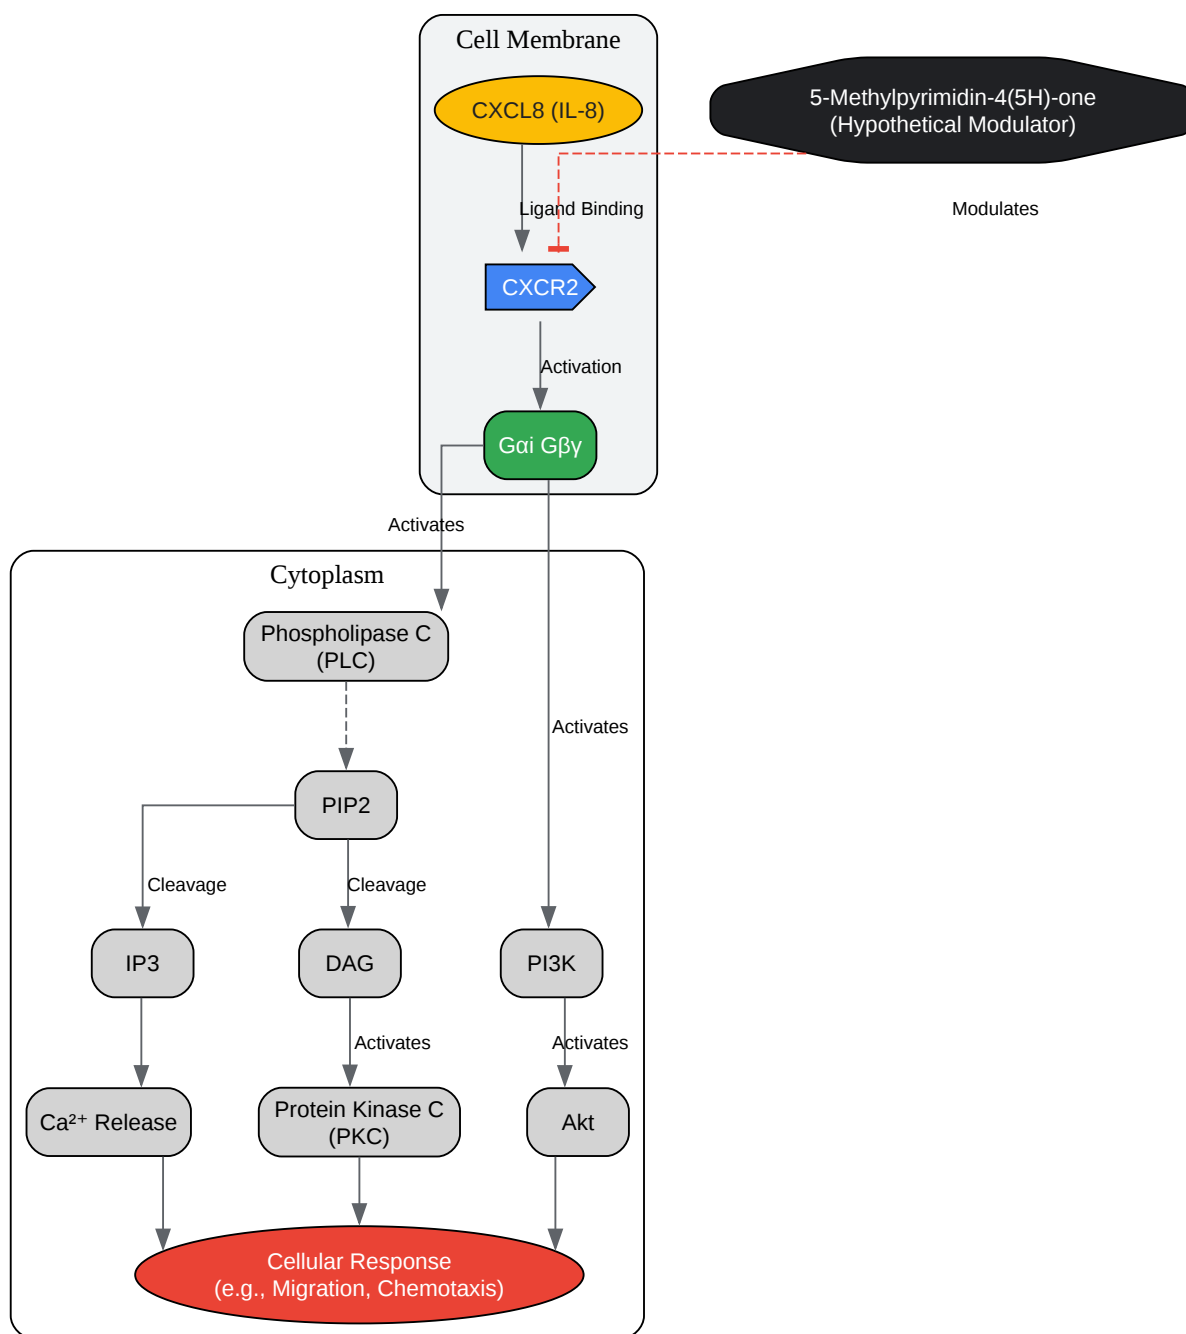 Cell Membrane
CXCL8 (IL-8)
5-Methylpyrimidin-4(5H)-one
(Hypothetical Modulator)
Ligand Binding
Modulates
CXCR2
Activation
Gαi Gβγ
Activates
Cytoplasm
Phospholipase C
(PLC)
Activates
PIP2
Cleavage
Cleavage
IP3
DAG
PI3K
Activates
Activates
Ca²⁺ Release
Protein Kinase C
(PKC)
Akt
Cellular Response
(e.g., Migration, Chemotaxis)